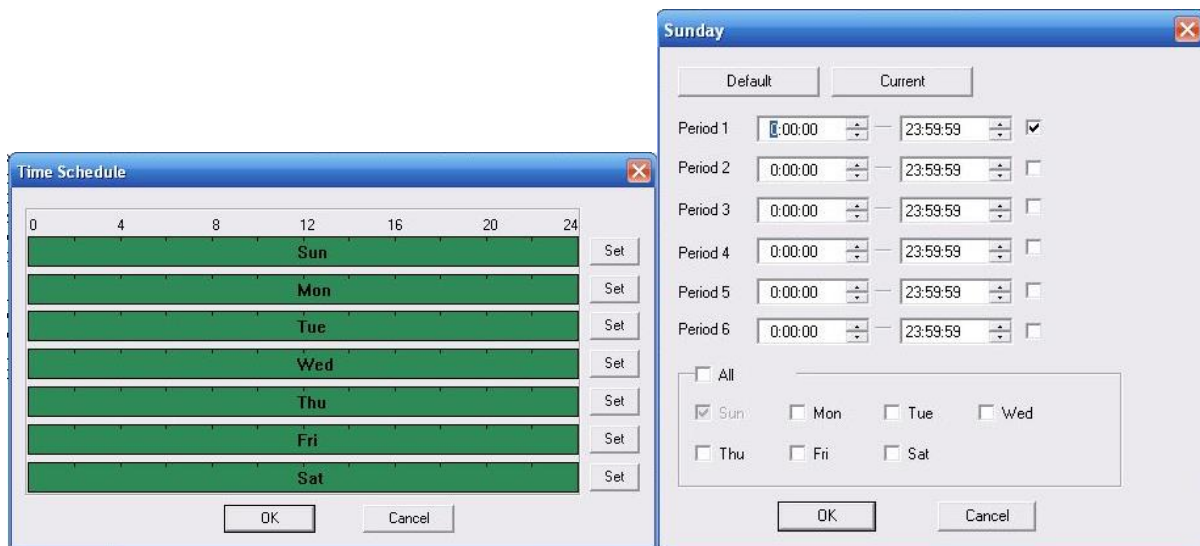 Time Schedule
0 4 8 12 16 20 24
Sun Set
Mon Set
Tue Set
Wed Set
Thu Set
Fri Set
Sat Set
OK Cancel
Sunday
Default Current
Period 1 0:00:00 — 23:59:59
Period 2 0:00:00 — 23:59:59
Period 3 0:00:00 — 23:59:59
Period 4 0:00:00 — 23:59:59
Period 5 0:00:00 — 23:59:59
Period 6 0:00:00 — 23:59:59
All
Sun Mon Tue Wed
Thu Fri Sat
OK Cancel